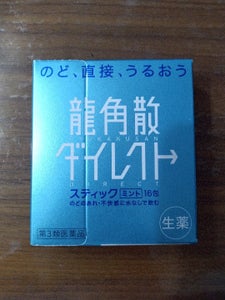 のど、直接、うるおう
龍角散
RYUKAKUSAN
ダイレクト
スティック ミント 16包
のどのあれ・不快感に水なしで飲む
第3類医薬品
生薬